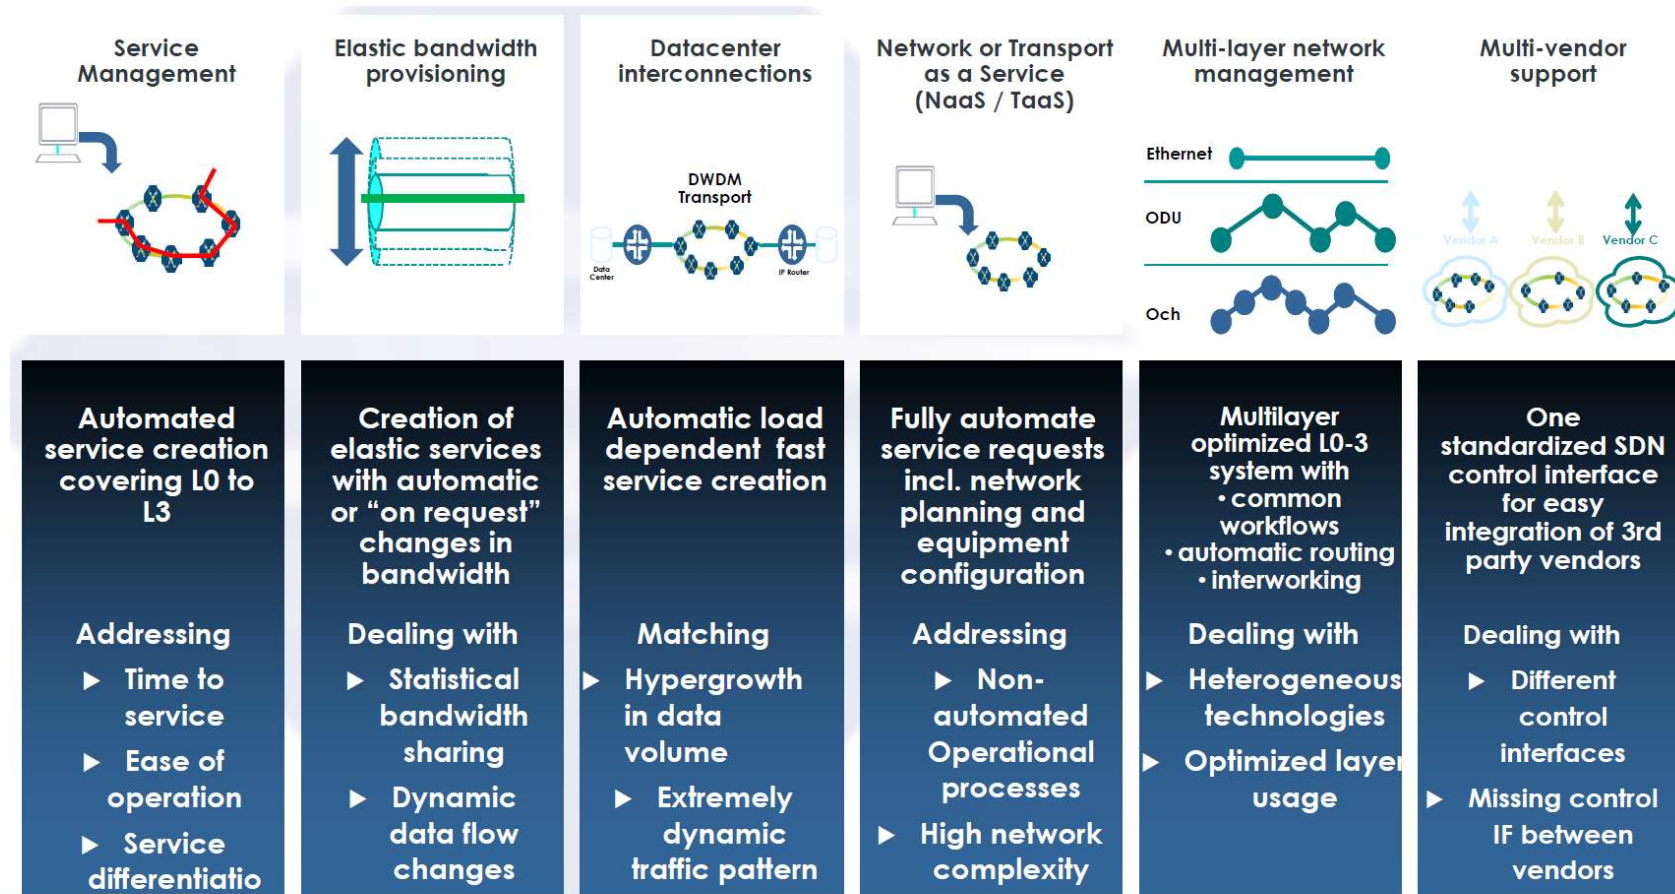 Service
Management
Elastic bandwidth
provisioning
Datacenter
interconnections
Network or Transport
as a Service
(NaaS / TaaS)
Multi-layer network
management
Multi-vendor
support
DWDM
Transport
Data
Center
IP Router
Ethernet
ODU
Och
Vendor A
Vendor B
Vendor C
Automated
service creation
covering L0 to
L3
Addressing
▶ Time to
service
▶ Ease of
operation
▶ Service
differentiatio
Creation of
elastic services
with automatic
or “on request”
changes in
bandwidth
Dealing with
▶ Statistical
bandwidth
sharing
▶ Dynamic
data flow
changes
Automatic load
dependent fast
service creation
Matching
▶ Hypergrowth
in data
volume
▶ Extremely
dynamic
traffic pattern
Fully automate
service requests
incl. network
planning and
equipment
configuration
Addressing
▶ Non-
automated
Operational
processes
▶ High network
complexity
Multilayer
optimized L0-3
system with
• common
workflows
• automatic routing
• interworking
Dealing with
▶ Heterogeneous
technologies
▶ Optimized layer
usage
One
standardized SDN
control interface
for easy
integration of 3rd
party vendors
Dealing with
▶ Different
control
interfaces
▶ Missing control
IF between
vendors